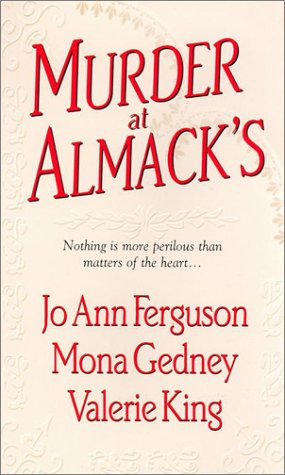 MURDER
at
ALMACK'S
Nothing is more perilous than
matters of the heart...
Jo Ann Ferguson
Mona Gedney
Valerie King